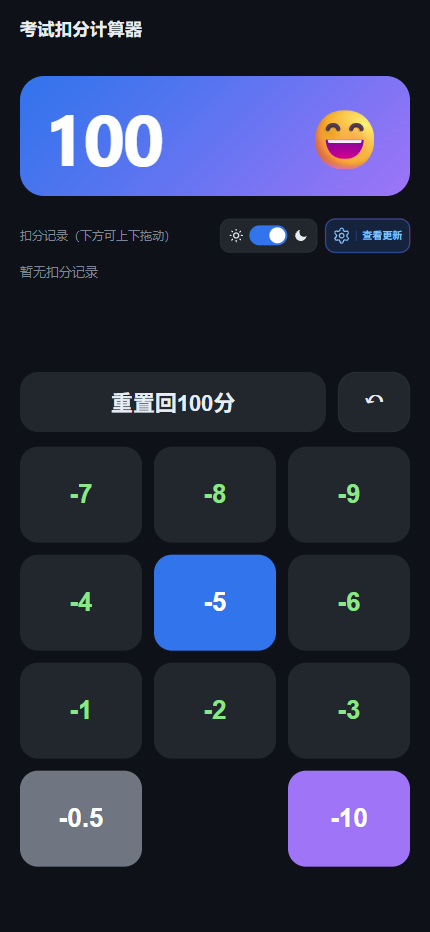 考试扣分计算器
100
扣分记录（下方可上下拖动）
查看更新
暂无扣分记录
重置回100分
-7 -8 -9
-4 -5 -6
-1 -2 -3
-0.5 -10